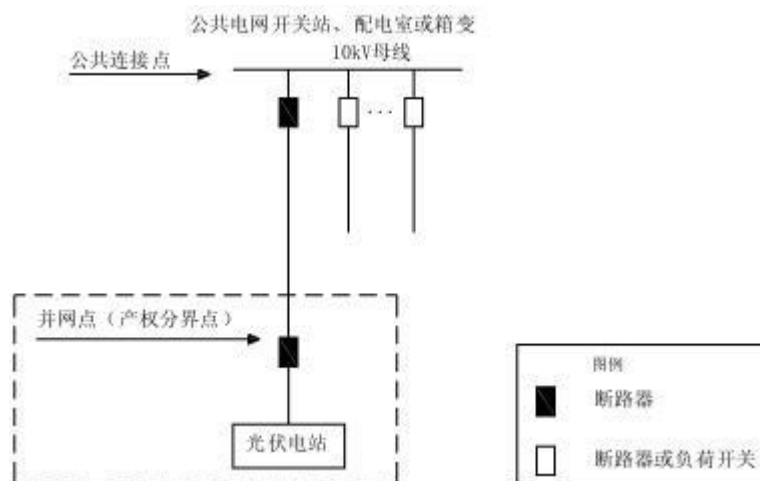 公共电网开关站、配电室或箱变
10kV母线
公共连接点
···
并网点（产权分界点）
光伏电站
图例
断路器
断路器或负荷开关